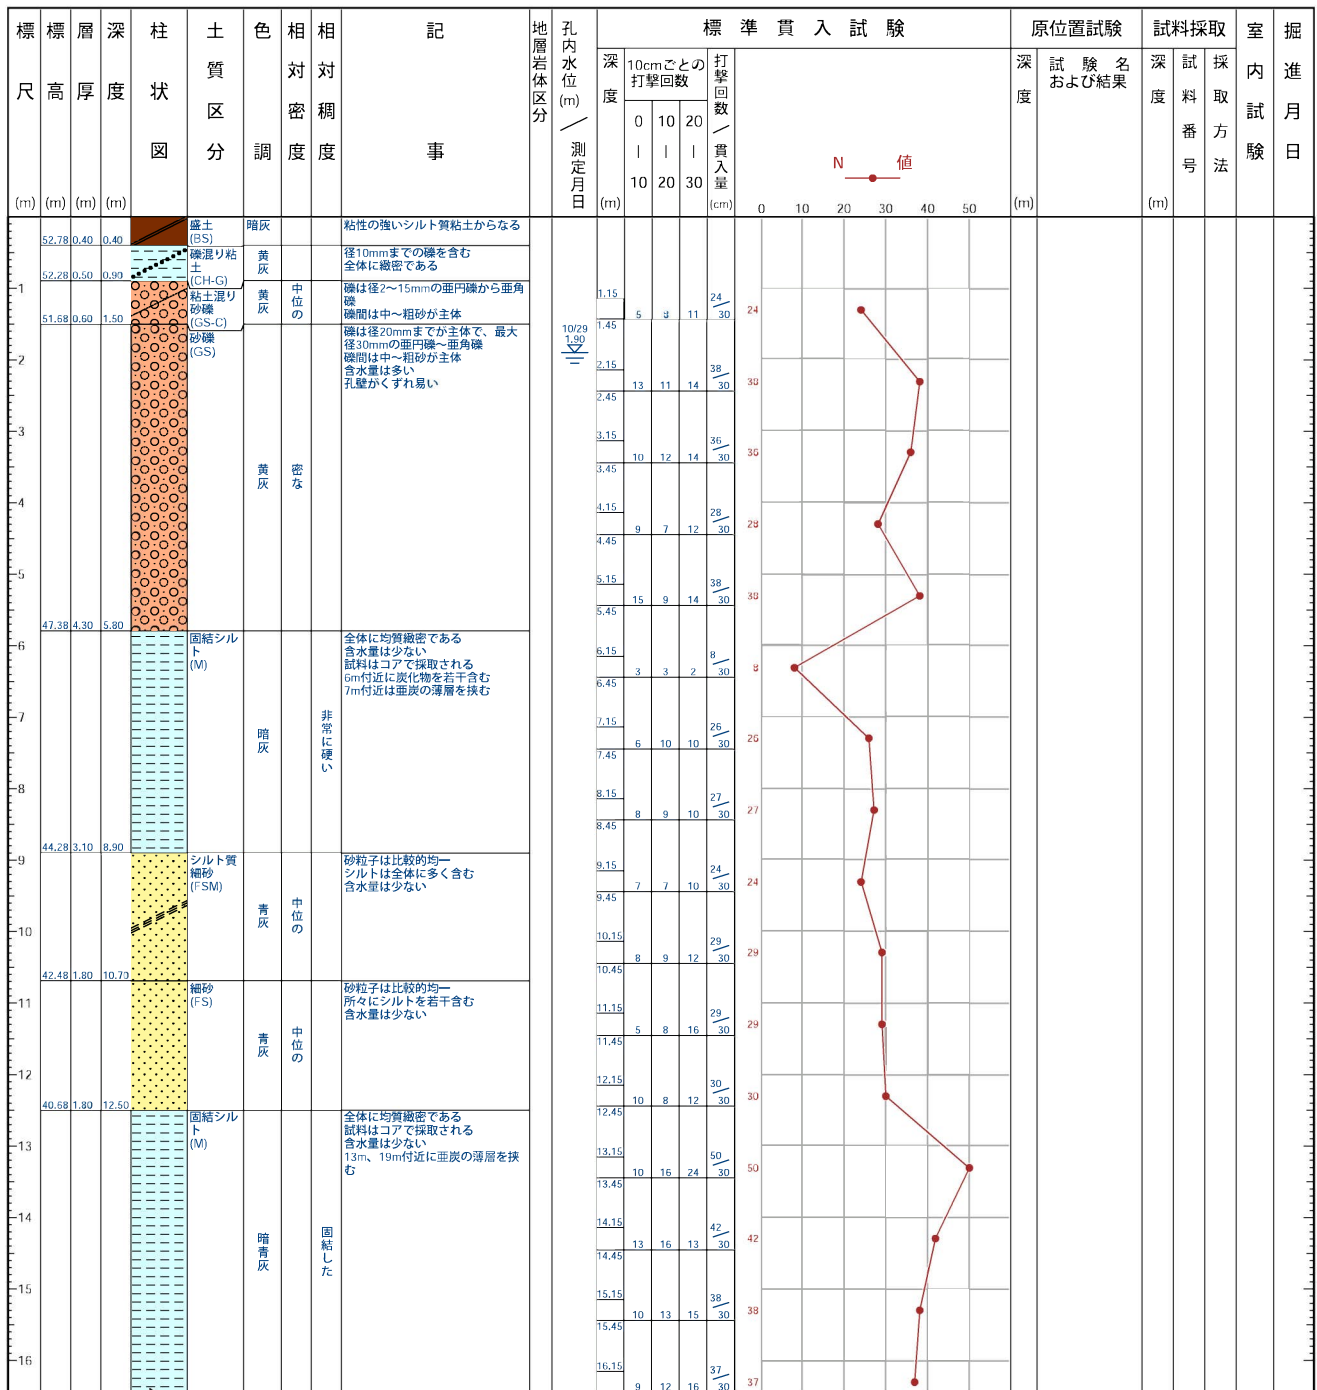 標尺
(m)
標高
(m)
層厚
(m)
深度
(m)
柱状図
土質区分
色調
相対密度
相対稠度
記事
地層岩体区分
孔内水位(m)／測定月日
標準貫入試験
深度
(m)
10cmごとの
打撃回数
0 10 20
| | |
10 20 30
打撃回数／貫入量
(cm)
N 値
0 10 20 30 40 50
原位置試験
深度
(m)
試験名
および結果
試料採取
深度
(m)
試料番号
採取方法
室内試験
掘進月日
52.78 0.40 0.40
盛土
(BS)
暗灰
粘性の強いシルト質粘土からなる
52.28 0.50 0.90
礫混り粘
土
(CH-G)
黄灰
径10mmまでの礫を含む
全体に緻密である
51.68 0.60 1.50
粘土混り
砂礫
(GS-C)
黄灰
中位の
礫は径2～15mmの亜円礫から亜角
礫
礫間は中～粗砂が主体
47.38 4.30 5.80
砂礫
(GS)
黄灰
密な
礫は径20mmまでが主体で、最大
径30mmの亜円礫～亜角礫
礫間は中～粗砂が主体
含水量は多い
孔壁がくずれ易い
10/29
1.90
44.28 3.10 8.90
固結シル
ト
(M)
暗灰
非常に硬い
全体に均質緻密である
含水量は少ない
試料はコアで採取される
6m付近に炭化物を若干含む
7m付近は亜炭の薄層を挟む
42.48 1.80 10.70
シルト質
細砂
(FSM)
青灰
中位の
砂粒子は比較的均一
シルトは全体に多く含む
含水量は少ない
40.68 1.80 12.50
細砂
(FS)
青灰
中位の
砂粒子は比較的均一
所々にシルトを若干含む
含水量は少ない
固結シル
ト
(M)
暗青灰
固結した
全体に均質緻密である
試料はコアで採取される
含水量は少ない
13m、19m付近に亜炭の薄層を挟
む
1
2
3
4
5
6
7
8
9
10
11
12
13
14
15
16
1.15
5 8 11 24/30 24
1.45
2.15
13 11 14 38/30 38
2.45
3.15
10 12 14 36/30 36
3.45
4.15
9 7 12 28/30 28
4.45
5.15
15 9 14 38/30 38
5.45
6.15
3 3 2 8/30 8
6.45
7.15
6 10 10 26/30 26
7.45
8.15
8 9 10 27/30 27
8.45
9.15
7 7 10 24/30 24
9.45
10.15
8 9 12 29/30 29
10.45
11.15
5 8 16 29/30 29
11.45
12.15
10 8 12 30/30 30
12.45
13.15
10 16 24 50/30 50
13.45
14.15
13 16 13 42/30 42
14.45
15.15
10 13 15 38/30 38
15.45
16.15
9 12 16 37/30 37